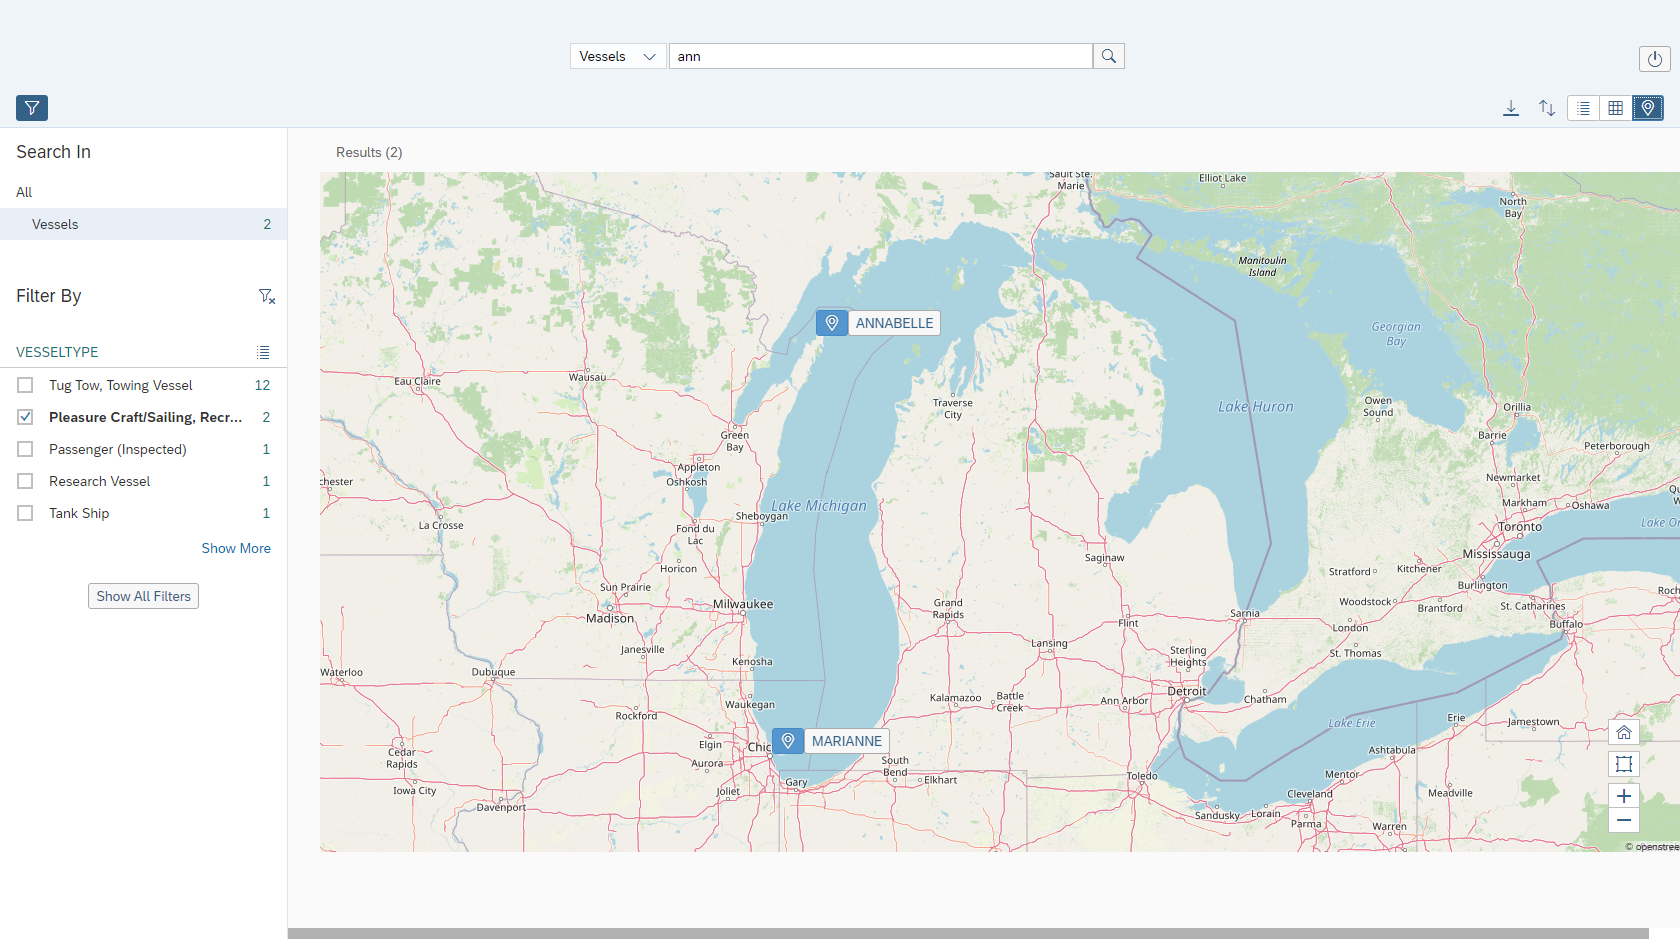 Vessels
ann
Search In
All
Vessels 2
Filter By
VESSELTYPE
Tug Tow, Towing Vessel 12
Pleasure Craft/Sailing, Recr... 2
Passenger (Inspected) 1
Research Vessel 1
Tank Ship 1
Show More
Show All Filters
Results (2)
Sault Ste.
Marie
Elliot Lake
North
Bay
Manitoulin
Island
ANNABELLE
Georgian
Bay
Eau Claire
Wausau
Traverse
City
Lake Huron
Owen
Sound
Orillia
Green
Bay
Barrie
Peterborough
Appleton
Oshkosh
chester
Newmarket
Lake Michigan
Sheboygan
Markham
Oshawa
La Crosse
Fond du
Lac
Toronto
Lake On
Mississauga
Saginaw
Horicon
Stratford
Kitchener
Sun Prairie
Burlington
Milwaukee
Grand
Rapids
Woodstock
Brantford
St. Catharines
Roch
Madison
Sarnia
Flint
London
Buffalo
Janesville
Lansing
Sterling
Heights
St. Thomas
Kenosha
Waterloo
Dubuque
Detroit
Waukegan
Kalamazoo
Battle
Creek
Ann Arbor
Chatham
Rockford
Lake Erie
Erie
Jamestown
MARIANNE
Elgin
Chic
Cedar
Rapids
Aurora
South
Bend
Ashtabula
Toledo
Mentor
Elkhart
Gary
Iowa City
Joliet
Cleveland
Meadville
Davenport
Sandusky
Lorain
Parma
Warren
© openstree